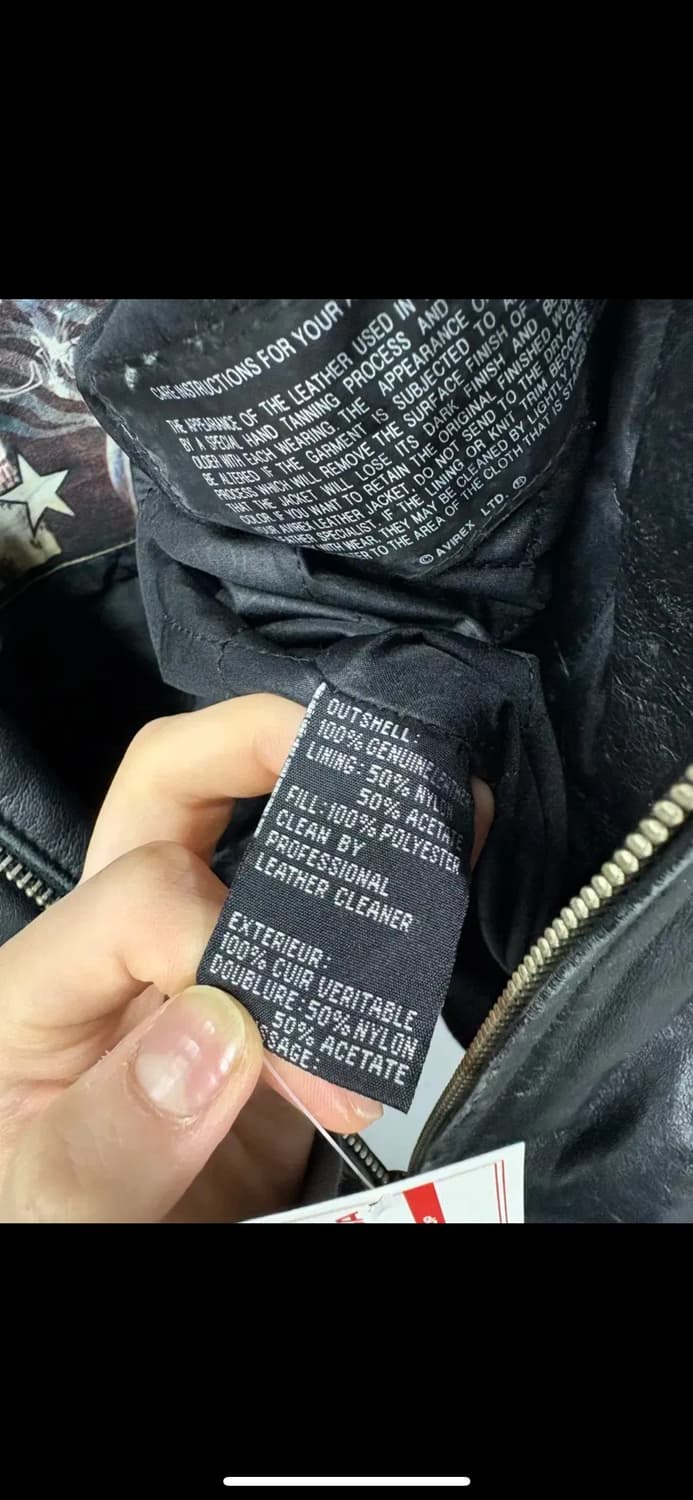 CARE INSTRUCTIONS FOR YOUR
THE APPEARANCE OF THE LEATHER USED IN
BY A SPECIAL HAND TANNING PROCESS AND
OLDER WITH EACH WEARING. THE APPEARANCE
BE ALTERED IF THE GARMENT IS SUBJECTED TO
PROCESS WHICH WILL REMOVE THE SURFACE FINISH OF
THAT THE JACKET WILL LOSE ITS DARK FINISH AND
COLOR. IF YOU WANT TO RETAIN THE ORIGINAL FINISHED
AVIREX LEATHER JACKET, DO NOT SEND TO THE DRY
SPECIALIST. IF THE LINING OR KNIT TRIM BECOMES
WITH WEAR, THEY MAY BE CLEANED BY LIGHTLY
TO THE AREA OF THE CLOTH THAT IS
© AVIREX LTD. ®
OUTSHELL:
100% GENUINE
LINING: 50% NYLON
50% ACETATE
FILL: 100% POLYESTER
CLEAN BY
PROFESSIONAL
LEATHER CLEANER
EXTERIEUR:
100% CUIR VERITABLE
DOUBLURE: 50% NYLON
50% ACETATE